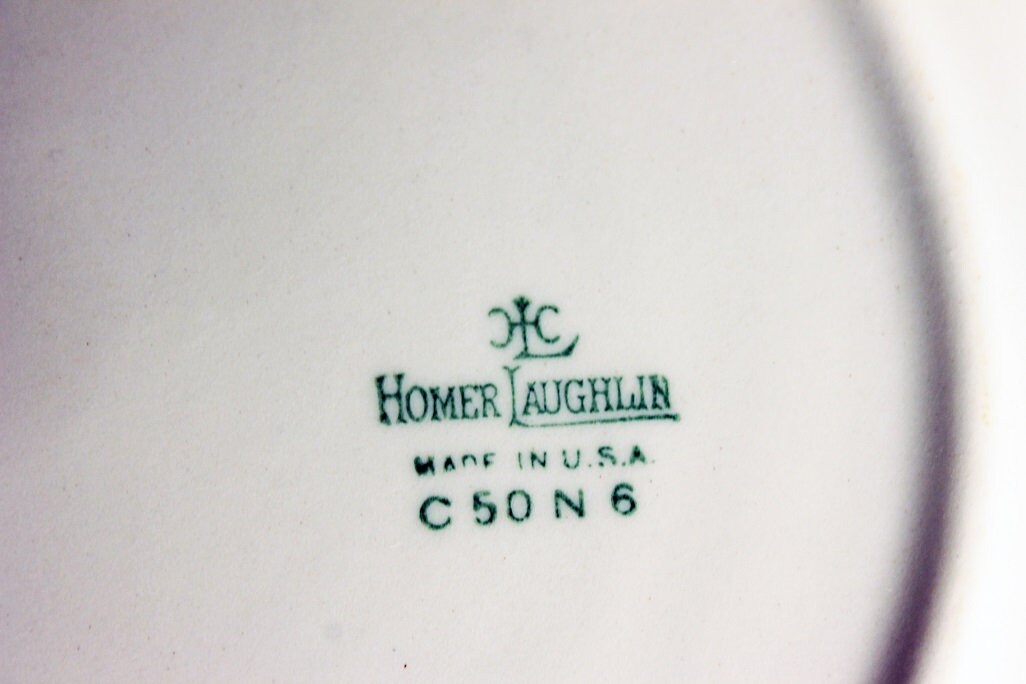 HLC
HOMER LAUGHLIN
MADE IN U.S.A.
C 50 N 6